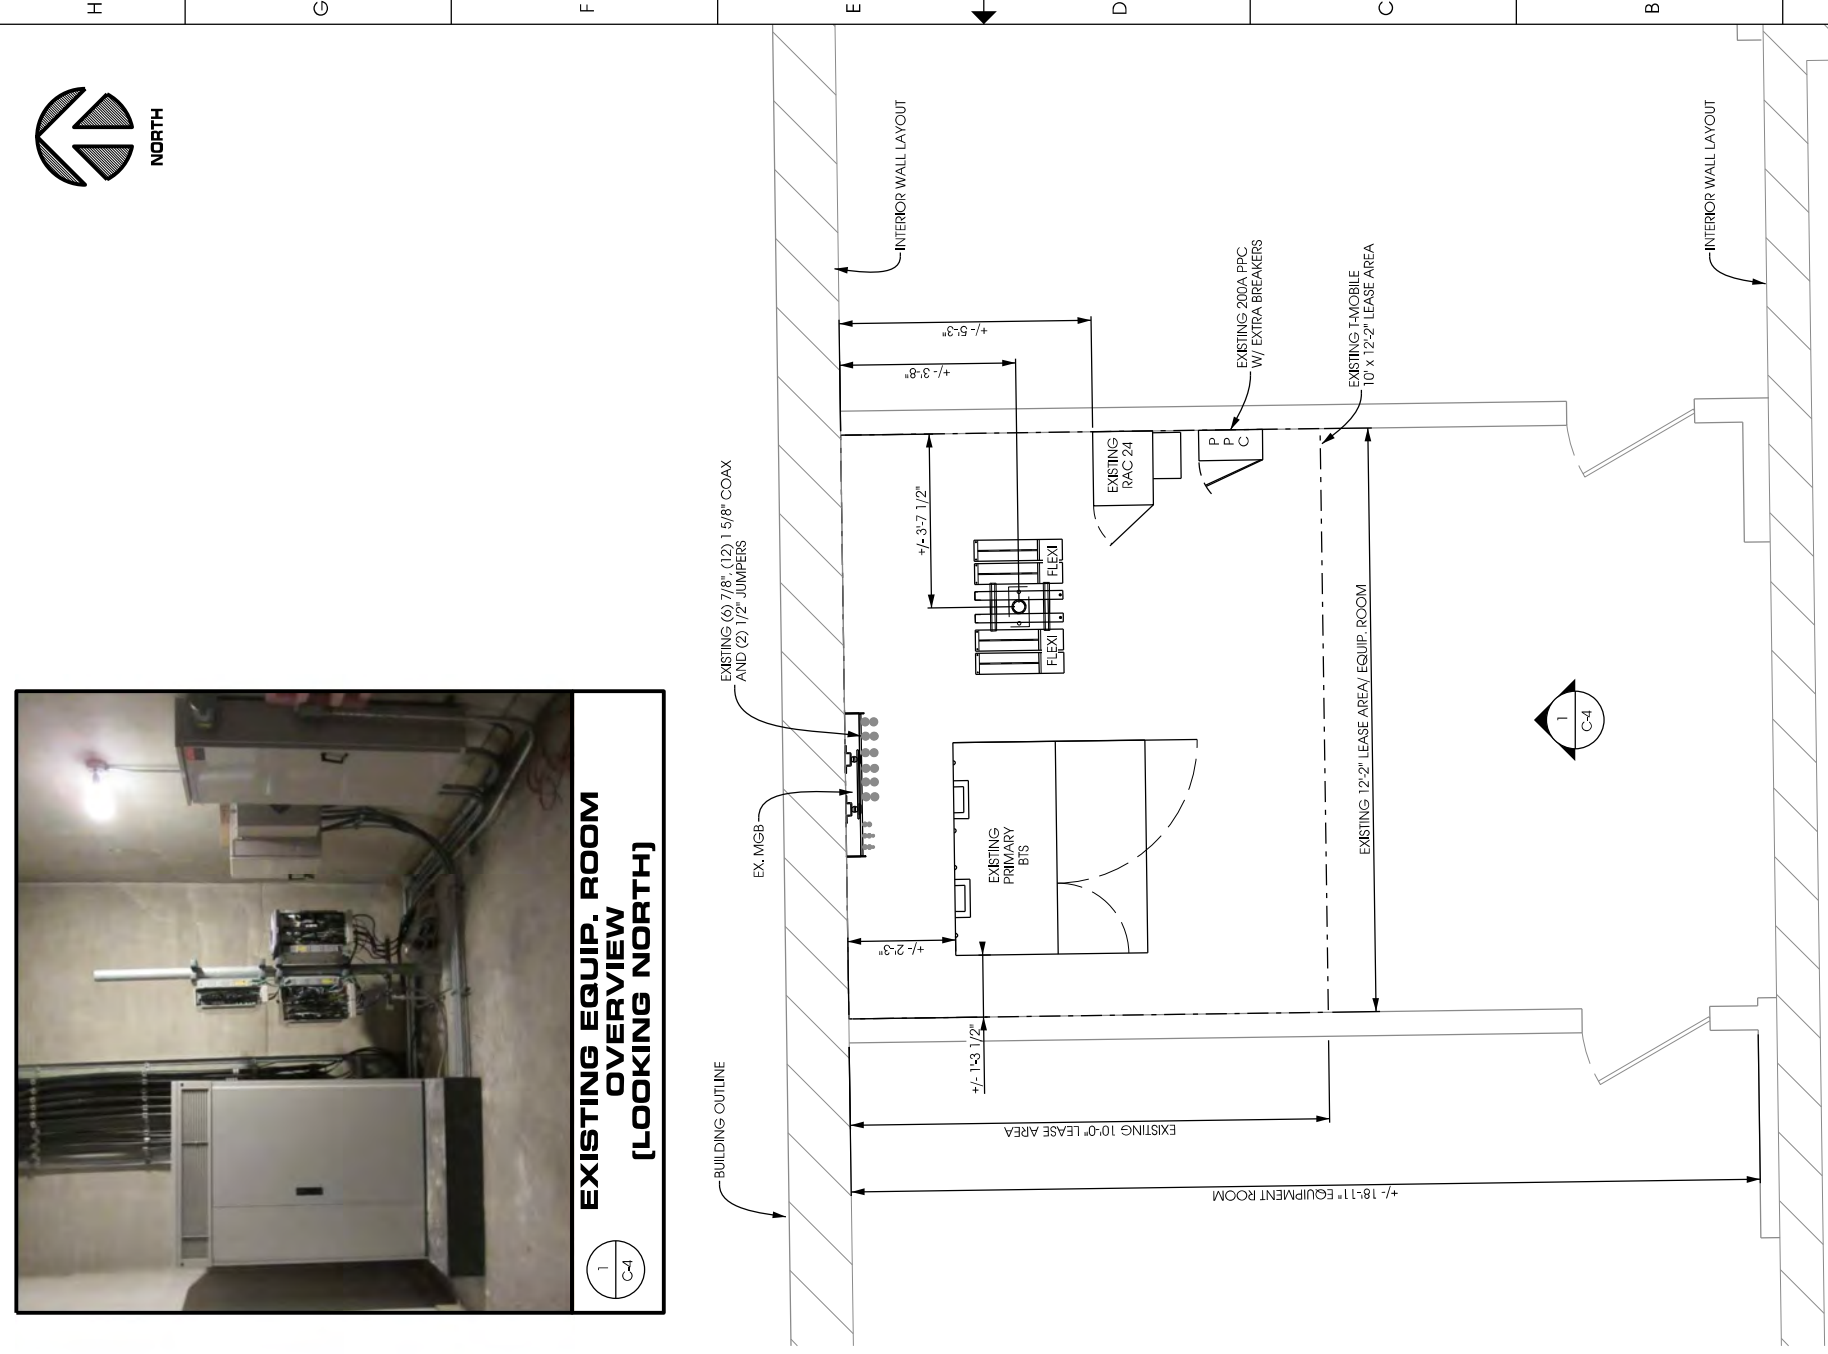 H
G
F
E
D
C
B
NORTH
EXISTING EQUIP. ROOM
OVERVIEW
(LOOKING NORTH)
1
C-4
BUILDING OUTLINE
EX. MGB
EXISTING (6) 7/8", (12) 1 5/8" COAX
AND (2) 1/2" JUMPERS
INTERIOR WALL LAYOUT
+/- 5'-3"
+/- 3'-8"
+/- 3'-7 1/2"
+/- 2'-3"
+/- 1'-3 1/2"
EXISTING
PRIMARY
BTS
FLEXI
FLEXI
EXISTING
RAC 24
P
P
C
EXISTING 200A PPC
W/ EXTRA BREAKERS
EXISTING T-MOBILE
10' x 12'-2" LEASE AREA
EXISTING 12'-2" LEASE AREA/ EQUIP. ROOM
EXISTING 10'-0" LEASE AREA
+/- 18'-11" EQUIPMENT ROOM
1
C-4
INTERIOR WALL LAYOUT